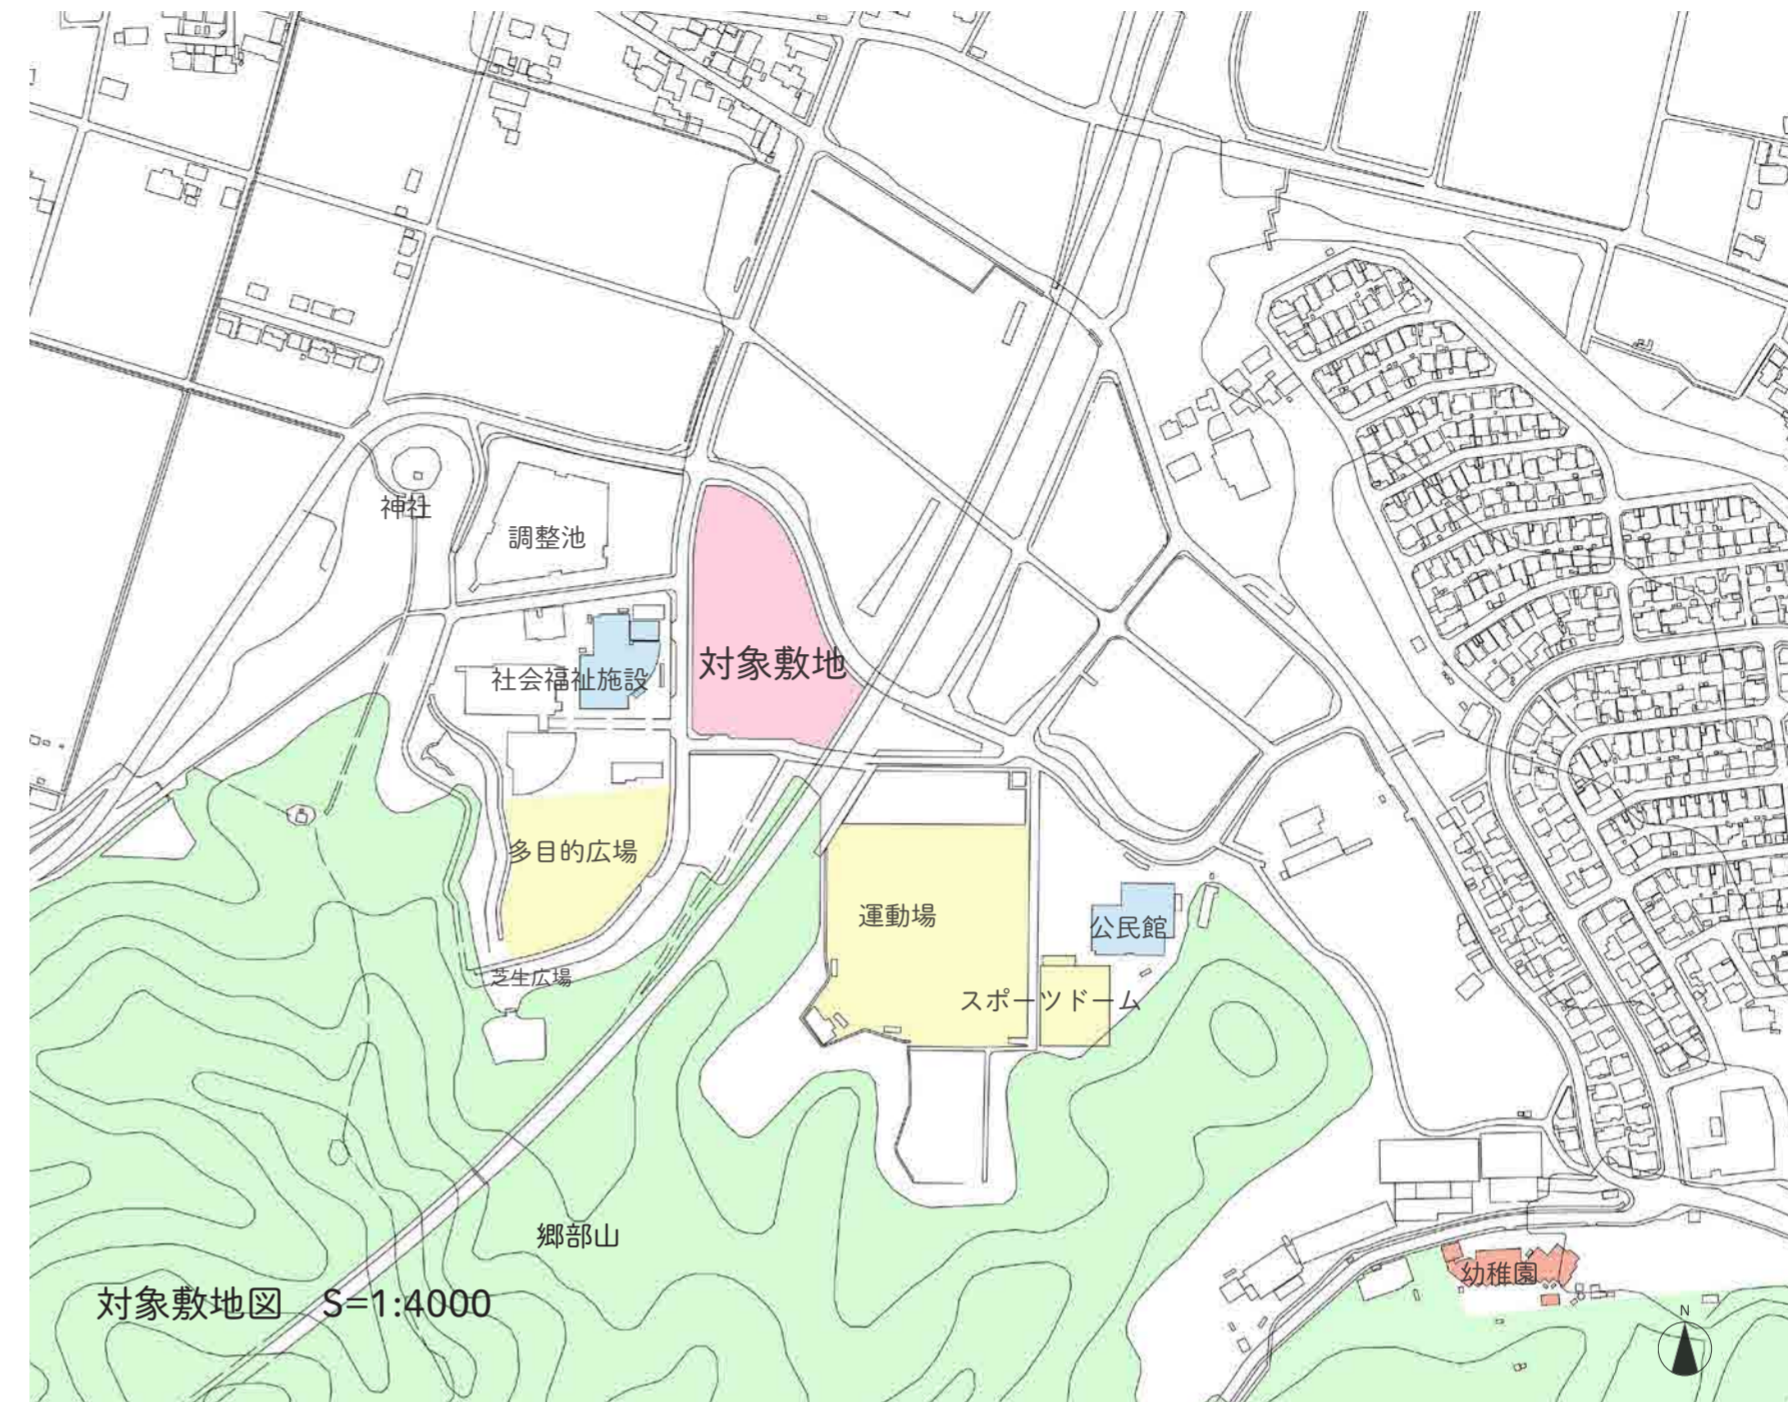 神社
調整池
対象敷地
社会福祉施設
多目的広場
運動場
公民館
芝生広場
スポーツドーム
郷部山
幼稚園
対象敷地図 S=1:4000
N